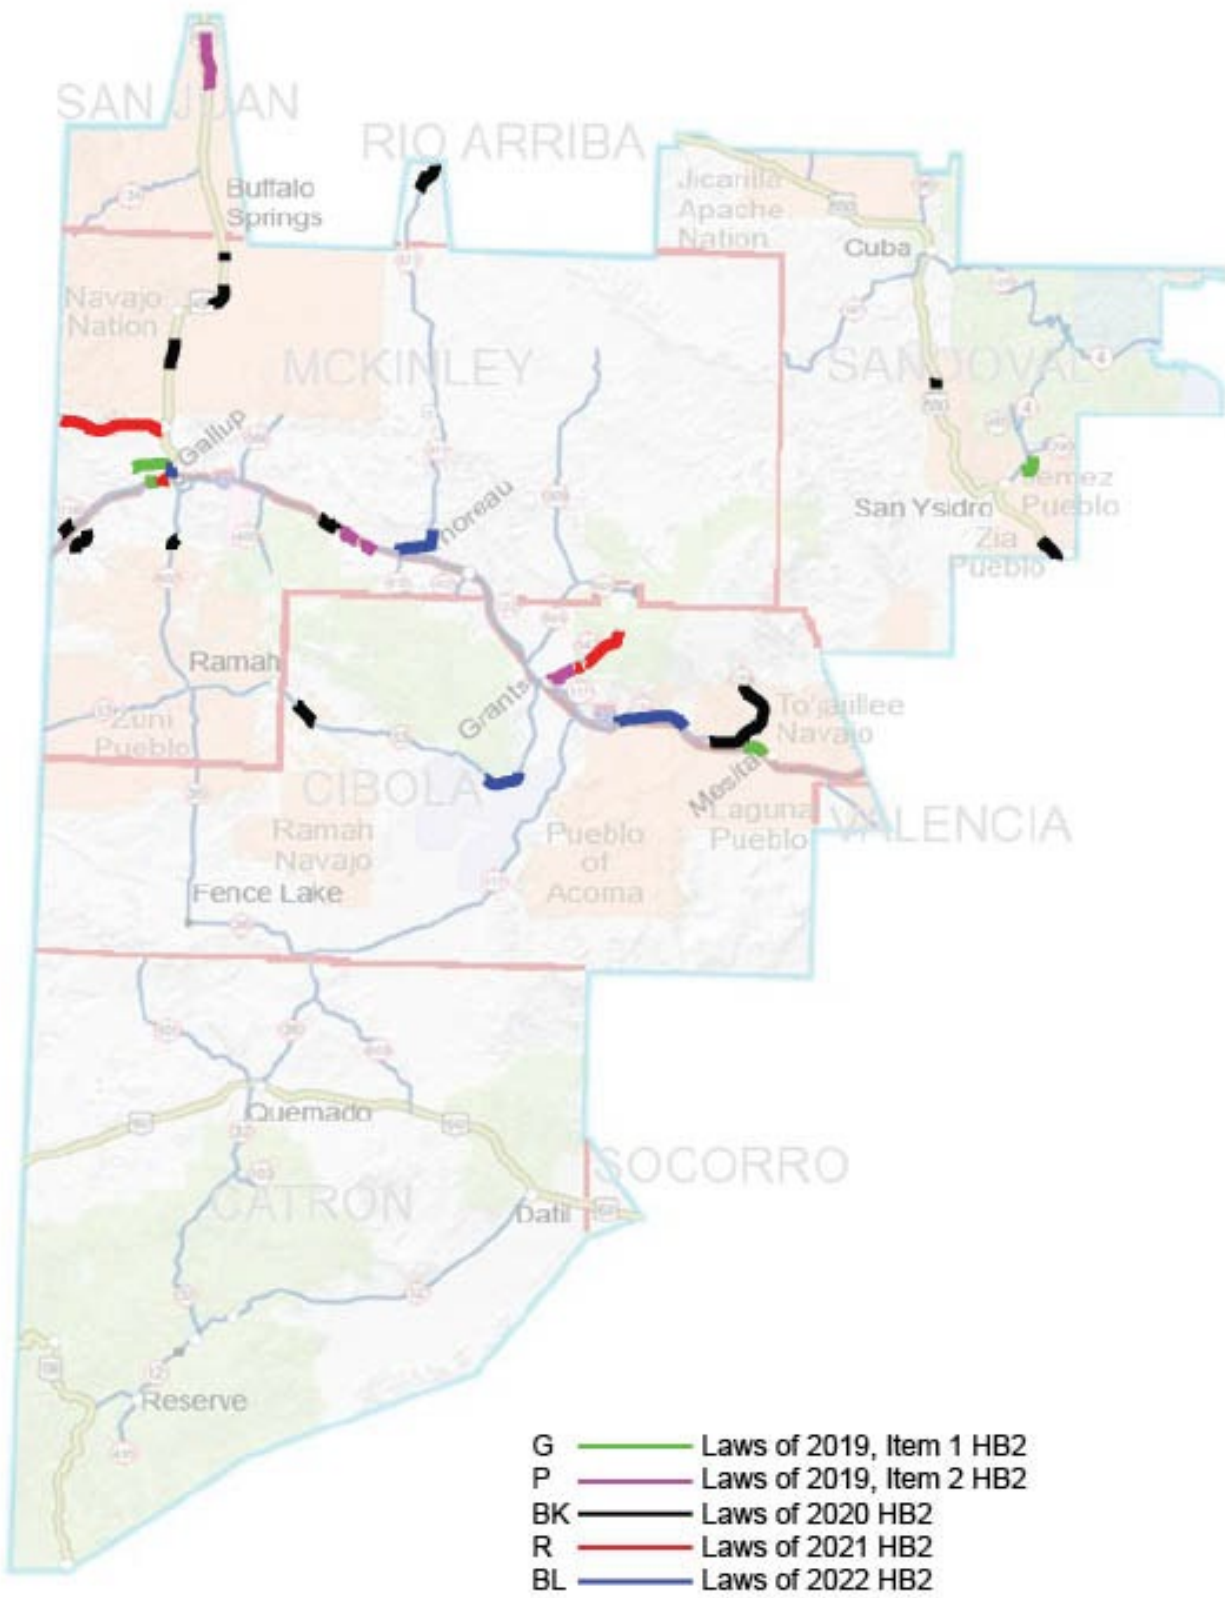 SAN JUAN
RIO ARRIBA
Buffalo
Springs
Jicarilla
Apache
Nation
Cuba
Navajo
Nation
MCKINLEY
SANDOVAL
4
4
Gallup
San Ysidro
Jemez
Pueblo
Zia
Pueblo
Thoreau
Ramah
Zuni
Pueblo
Grants
To'jauillee
Navajo
CIBOLA
Mesita
Laguna
Pueblo
VALENCIA
Ramah
Navajo
Pueblo
of
Acoma
Fence Lake
Quemado
SOCORRO
CATRON
Datil
Reserve
G Laws of 2019, Item 1 HB2
P Laws of 2019, Item 2 HB2
BK Laws of 2020 HB2
R Laws of 2021 HB2
BL Laws of 2022 HB2